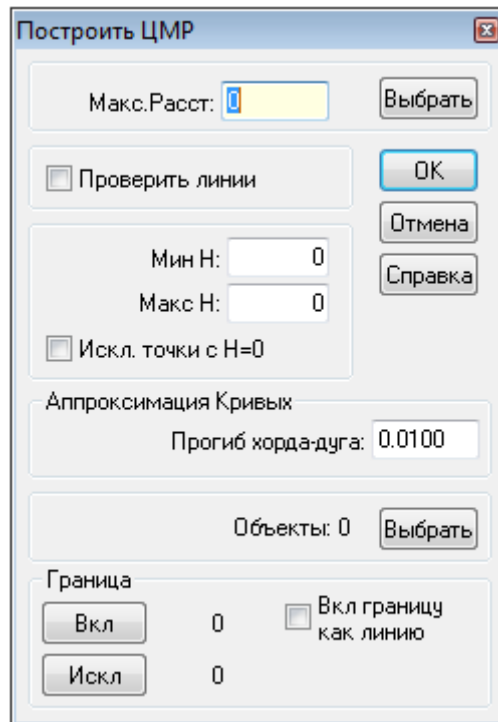 Построить ЦМР
Макс.Расст: 0 Выбрать
Проверить линии OK
Отмена
Мин H: 0
Справка
Макс H: 0
Искл. точки с H=0
Аппроксимация Кривых
Прогиб хорда-дуга: 0.0100
Объекты: 0 Выбрать
Граница
Вкл 0 Вкл границу
как линию
Искл 0